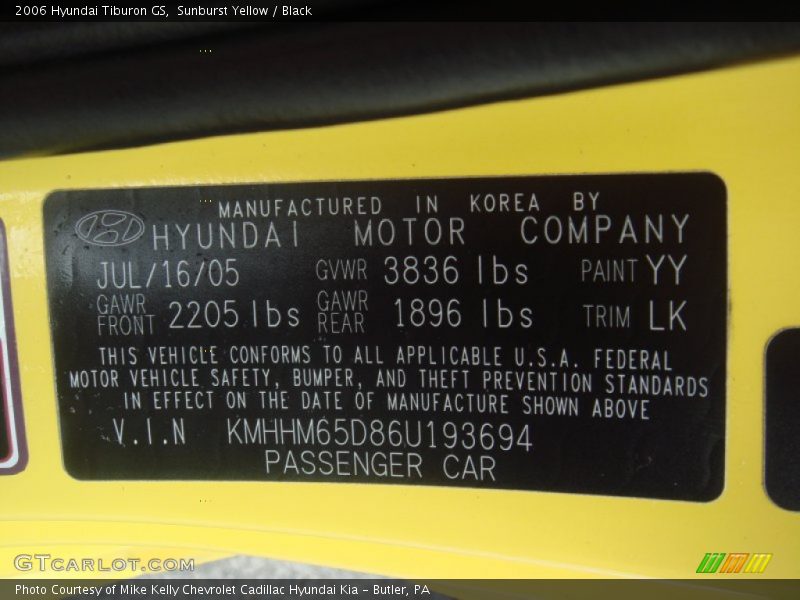 2006 Hyundai Tiburon GS,  Sunburst Yellow / Black
MANUFACTURED IN KOREA BY
HYUNDAI MOTOR COMPANY
JUL/16/05 GVWR 3836 lbs PAINT YY
GAWR FRONT 2205 lbs GAWR REAR 1896 lbs TRIM LK
THIS VEHICLE CONFORMS TO ALL APPLICABLE U.S.A. FEDERAL
MOTOR VEHICLE SAFETY, BUMPER, AND THEFT PREVENTION STANDARDS
IN EFFECT ON THE DATE OF MANUFACTURE SHOWN ABOVE
V.I.N KMHHM65D86U193694
PASSENGER CAR
GTCARLOT.COM
Photo Courtesy of Mike Kelly Chevrolet Cadillac Hyundai Kia – Butler, PA